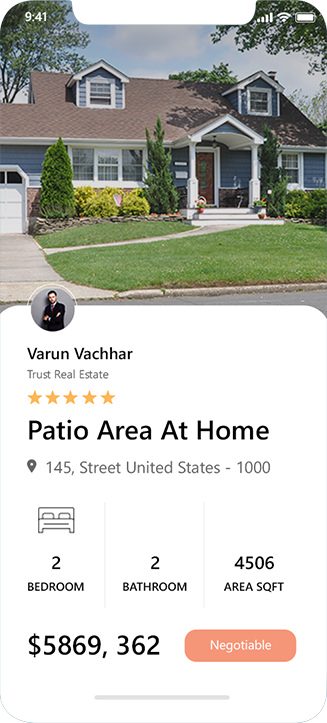 9:41
Varun Vachhar
Trust Real Estate
Patio Area At Home
145, Street United States - 1000
2
2
4506
BEDROOM
BATHROOM
AREA SQFT
$5869, 362
Negotiable